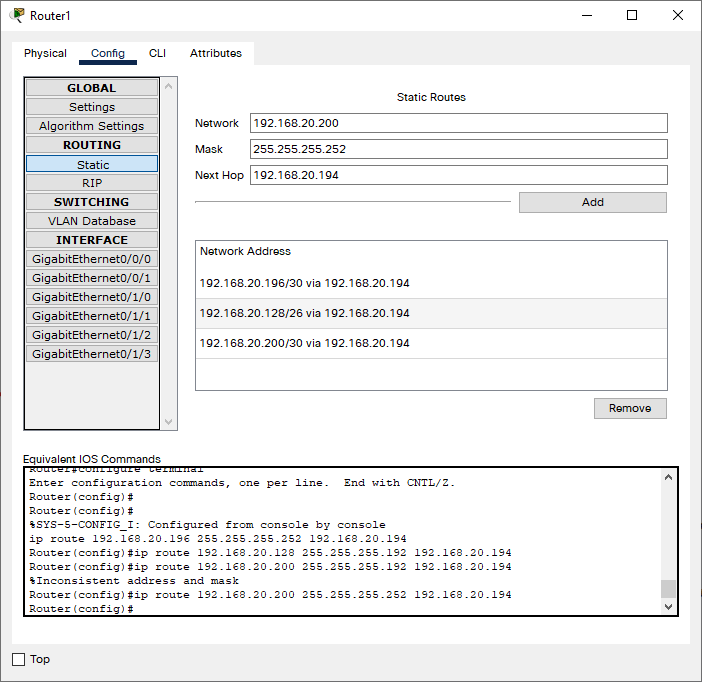 Router1
Physical Config CLI Attributes
GLOBAL
Settings
Algorithm Settings
ROUTING
Static
RIP
SWITCHING
VLAN Database
INTERFACE
GigabitEthernet0/0/0
GigabitEthernet0/0/1
GigabitEthernet0/1/0
GigabitEthernet0/1/1
GigabitEthernet0/1/2
GigabitEthernet0/1/3
Static Routes
Network 192.168.20.200
Mask 255.255.255.252
Next Hop 192.168.20.194
Add
Network Address
192.168.20.196/30 via 192.168.20.194
192.168.20.128/26 via 192.168.20.194
192.168.20.200/30 via 192.168.20.194
Remove
Equivalent IOS Commands
Router#configure terminal
Enter configuration commands, one per line. End with CNTL/Z.
Router(config)#
Router(config)#
%SYS-5-CONFIG_I: Configured from console by console
ip route 192.168.20.196 255.255.255.252 192.168.20.194
Router(config)#ip route 192.168.20.128 255.255.255.192 192.168.20.194
Router(config)#ip route 192.168.20.200 255.255.255.192 192.168.20.194
%Inconsistent address and mask
Router(config)#ip route 192.168.20.200 255.255.255.252 192.168.20.194
Router(config)#
Top